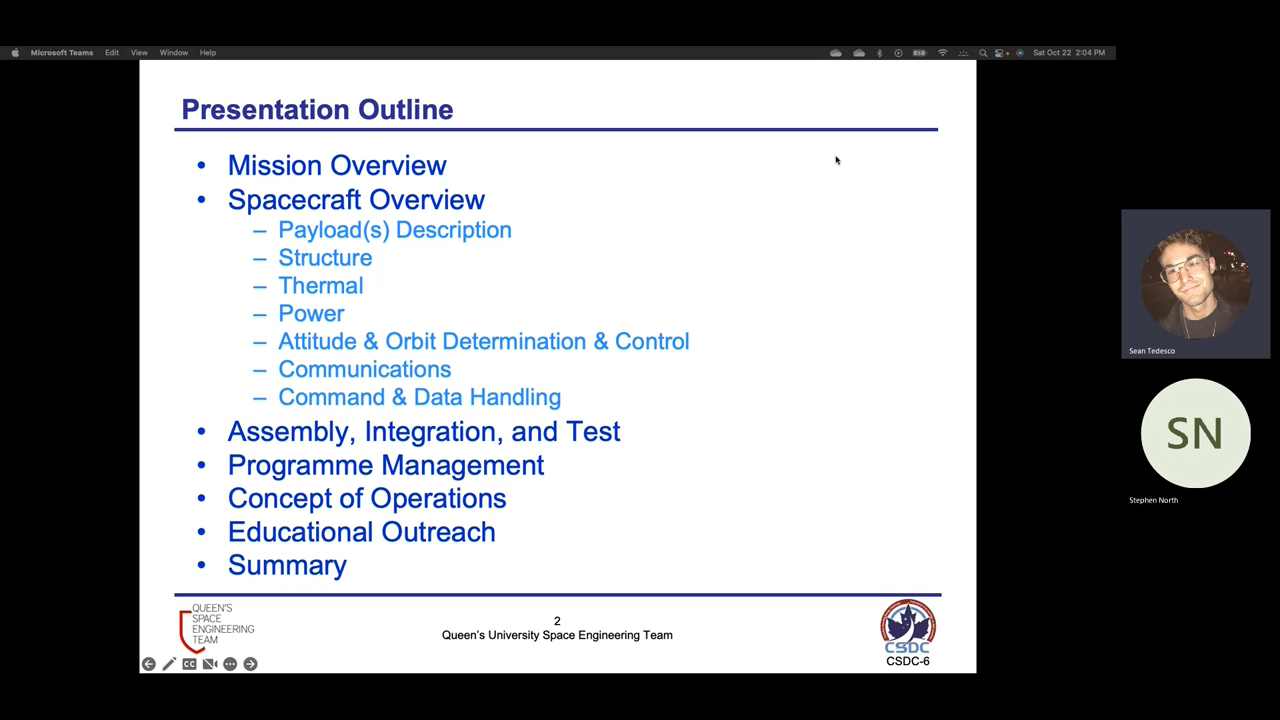 Microsoft Teams Edit View Window Help Sat Oct 22 2:04 PM
Presentation Outline
• Mission Overview
• Spacecraft Overview
– Payload(s) Description
– Structure
– Thermal
– Power
– Attitude & Orbit Determination & Control
– Communications
– Command & Data Handling
• Assembly, Integration, and Test
• Programme Management
• Concept of Operations
• Educational Outreach
• Summary
QUEEN'S
SPACE
ENGINEERING
TEAM
2
Queen's University Space Engineering Team
CSDC
CSDC-6
CC
Sean Tedesco
SN
Stephen North